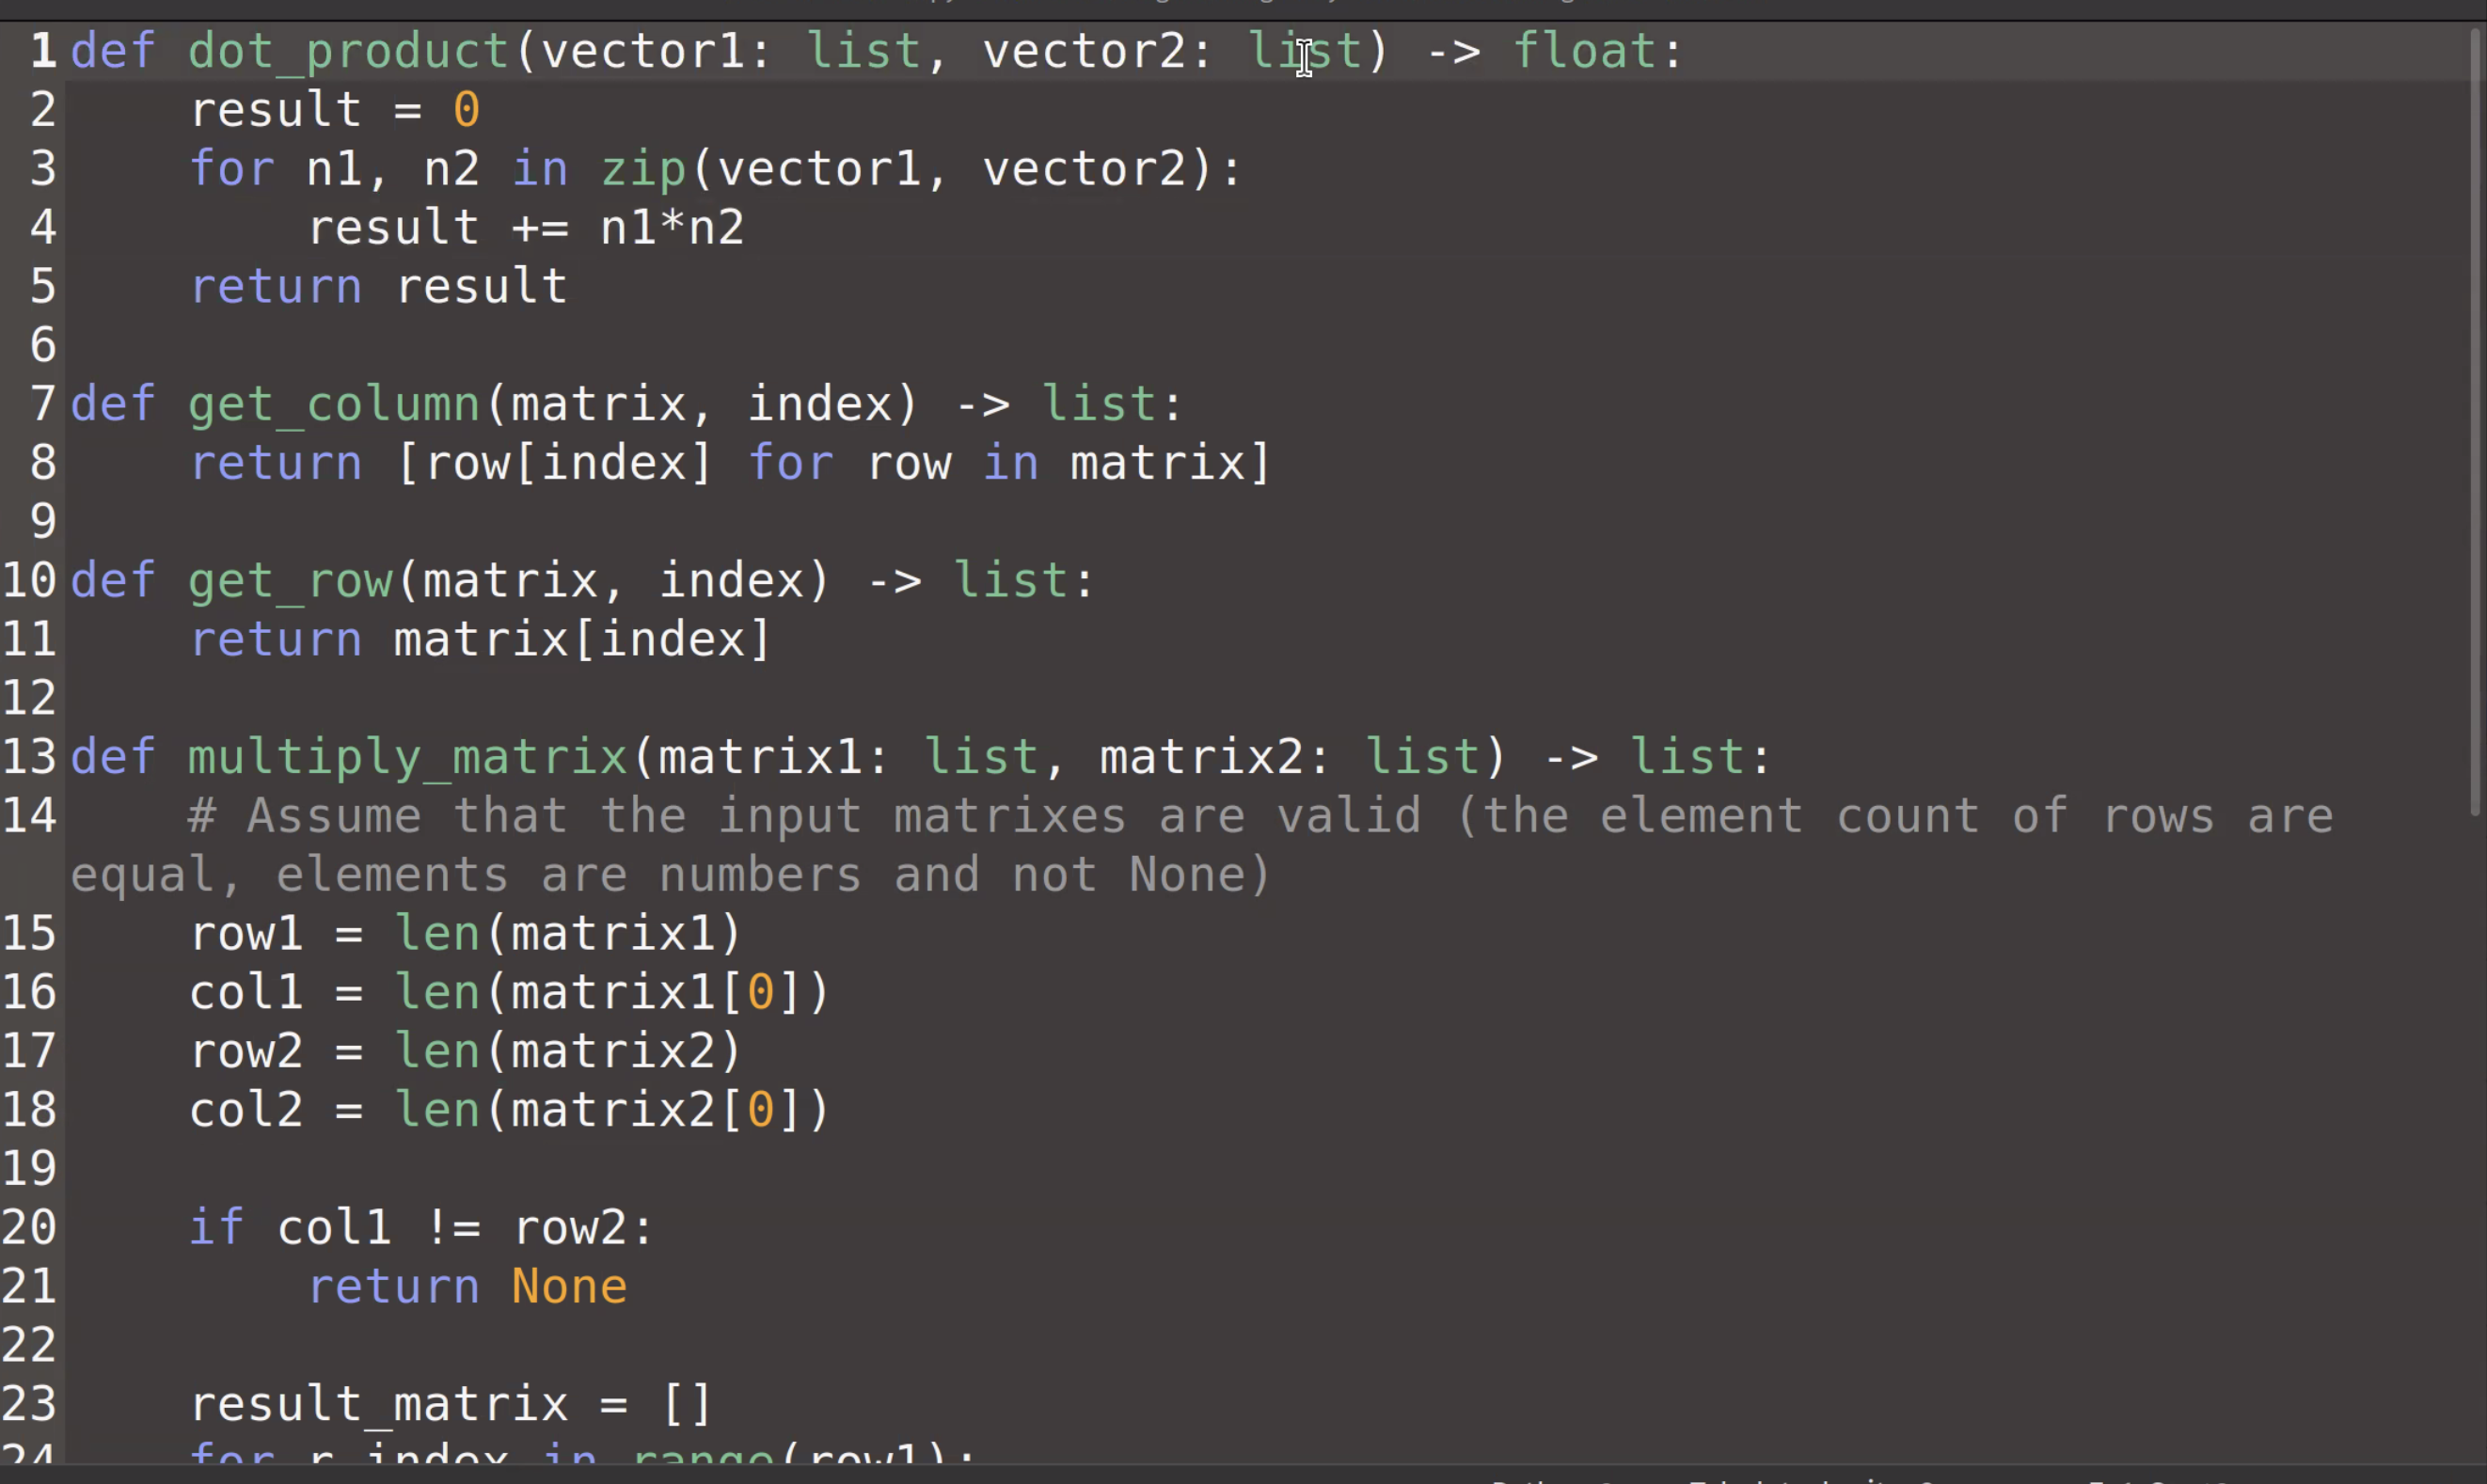 1 def dot_product(vector1: list, vector2: list) -> float:
2     result = 0
3     for n1, n2 in zip(vector1, vector2):
4         result += n1*n2
5     return result
6
7 def get_column(matrix, index) -> list:
8     return [row[index] for row in matrix]
9
10 def get_row(matrix, index) -> list:
11     return matrix[index]
12
13 def multiply_matrix(matrix1: list, matrix2: list) -> list:
14     # Assume that the input matrixes are valid (the element count of rows are
equal, elements are numbers and not None)
15     row1 = len(matrix1)
16     col1 = len(matrix1[0])
17     row2 = len(matrix2)
18     col2 = len(matrix2[0])
19
20     if col1 != row2:
21         return None
22
23     result_matrix = []
24     for r_index in range(row1):